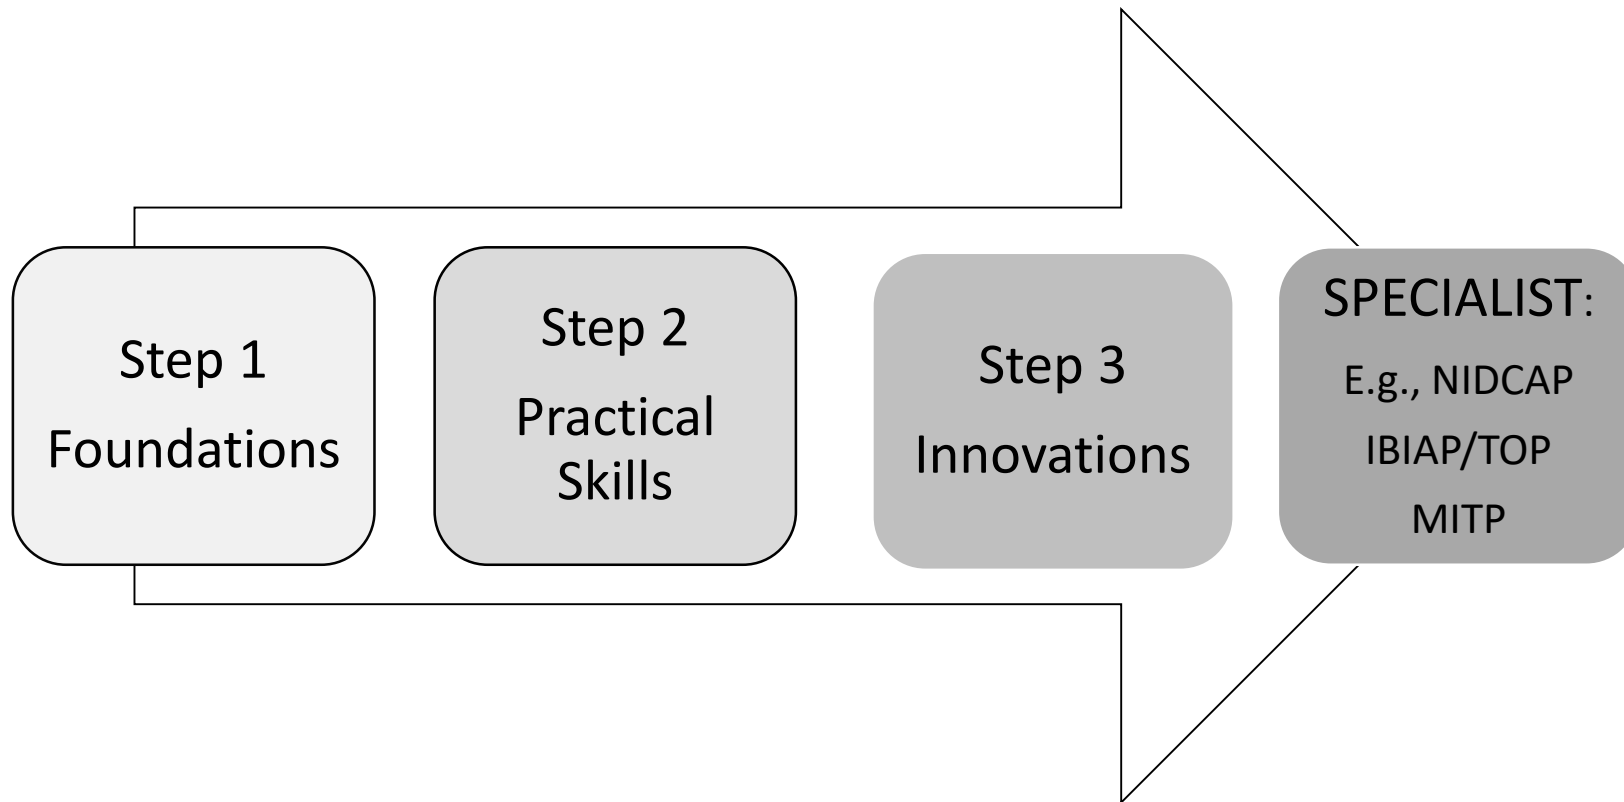 Step 1
Foundations
Step 2
Practical
Skills
Step 3
Innovations
SPECIALIST:
E.g., NIDCAP
IBIAP/TOP
MITP